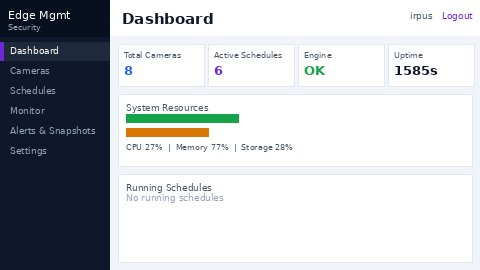 Edge Mgmt
Security
Dashboard
Cameras
Schedules
Monitor
Alerts & Snapshots
Settings
Dashboard
irpus Logout
Total Cameras
8
Active Schedules
6
Engine
OK
Uptime
1585s
System Resources
CPU 27% | Memory 77% | Storage 28%
Running Schedules
No running schedules